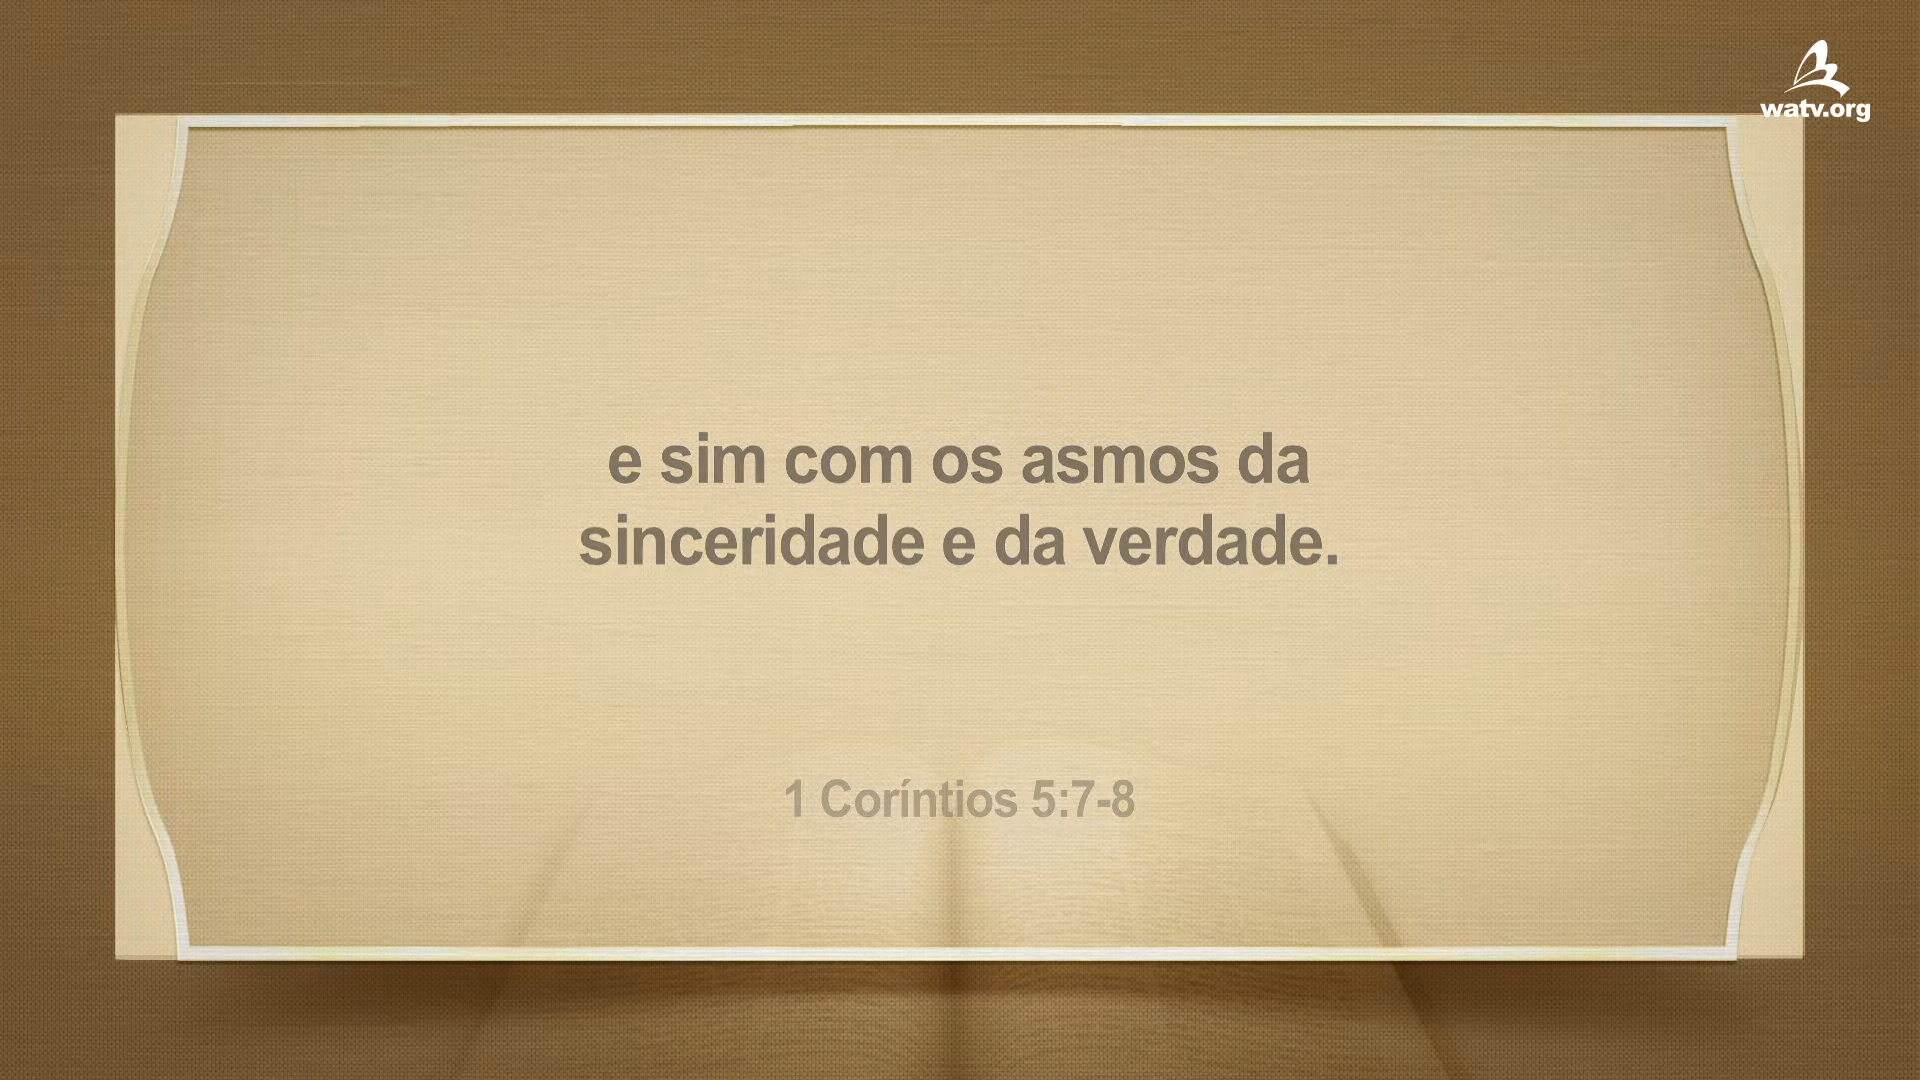 watv.org
e sim com os asmos da
sinceridade e da verdade.
1 Coríntios 5:7-8